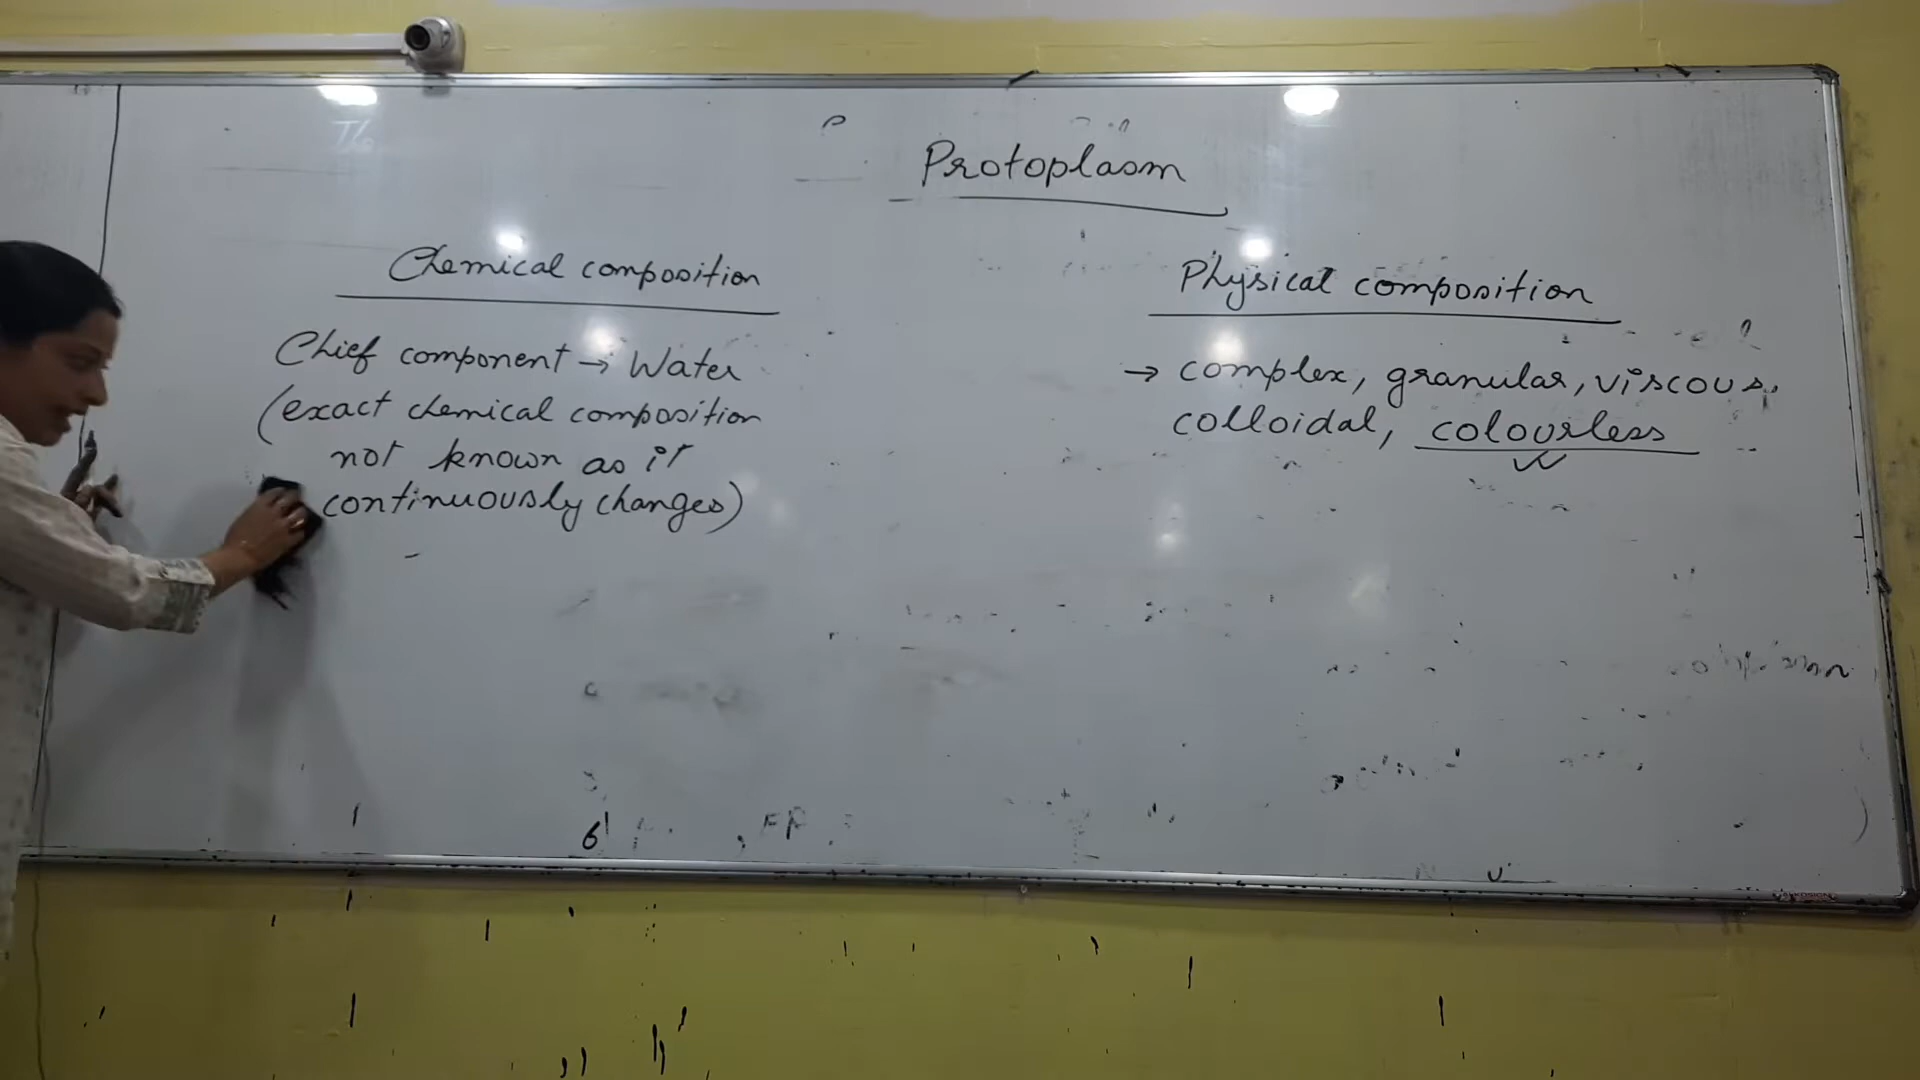 Protoplasm
Chemical composition
Chief component → Water
(exact chemical composition
not known as it
continuously changes)
Physical composition
→ complex, granular, viscous,
colloidal, colourless